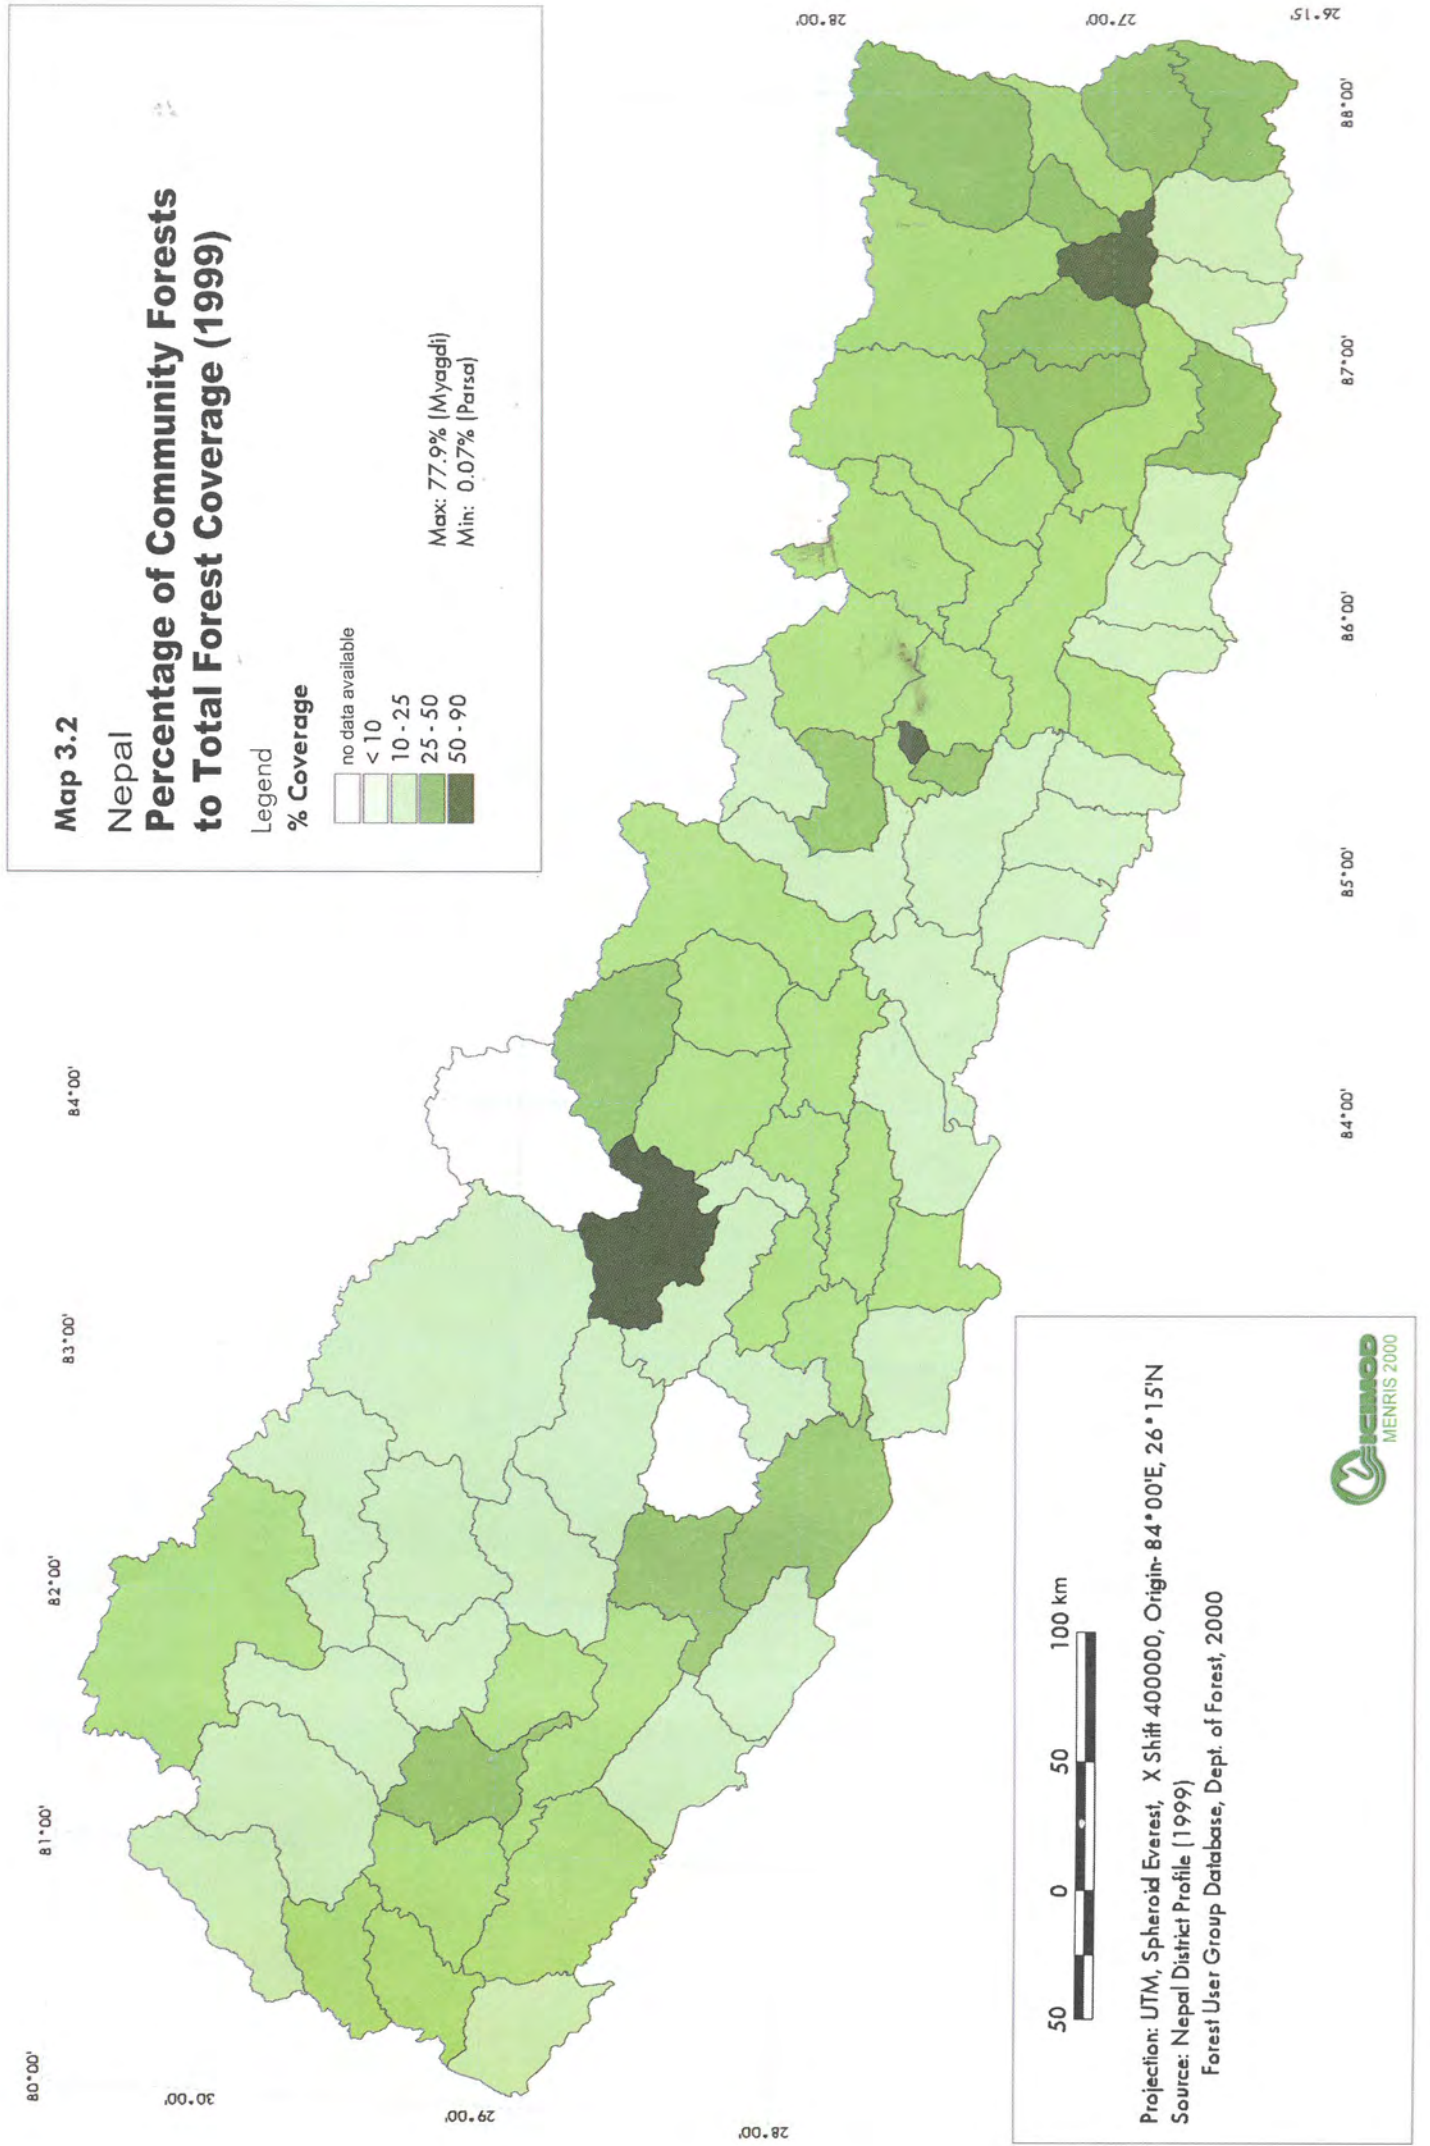 Map 3.2
Nepal
Percentage of Community Forests
to Total Forest Coverage (1999)
Legend
% Coverage
no data available
< 10
10 - 25
25 - 50
50 - 90
Max: 77.9% (Myagdi)
Min: 0.07% (Parsa)
80°00'
81°00'
82°00'
83°00'
84°00'
30°00'
29°00'
28°00'
28°00'
27°00'
26°15'
84°00'
85°00'
86°00'
87°00'
88°00'
50 0 50 100 km
Projection: UTM, Spheroid Everest, X Shift 400000, Origin- 84°00'E, 26°15'N
Source: Nepal District Profile (1999)
Forest User Group Database, Dept. of Forest, 2000
ICIMOD
MENRIS 2000